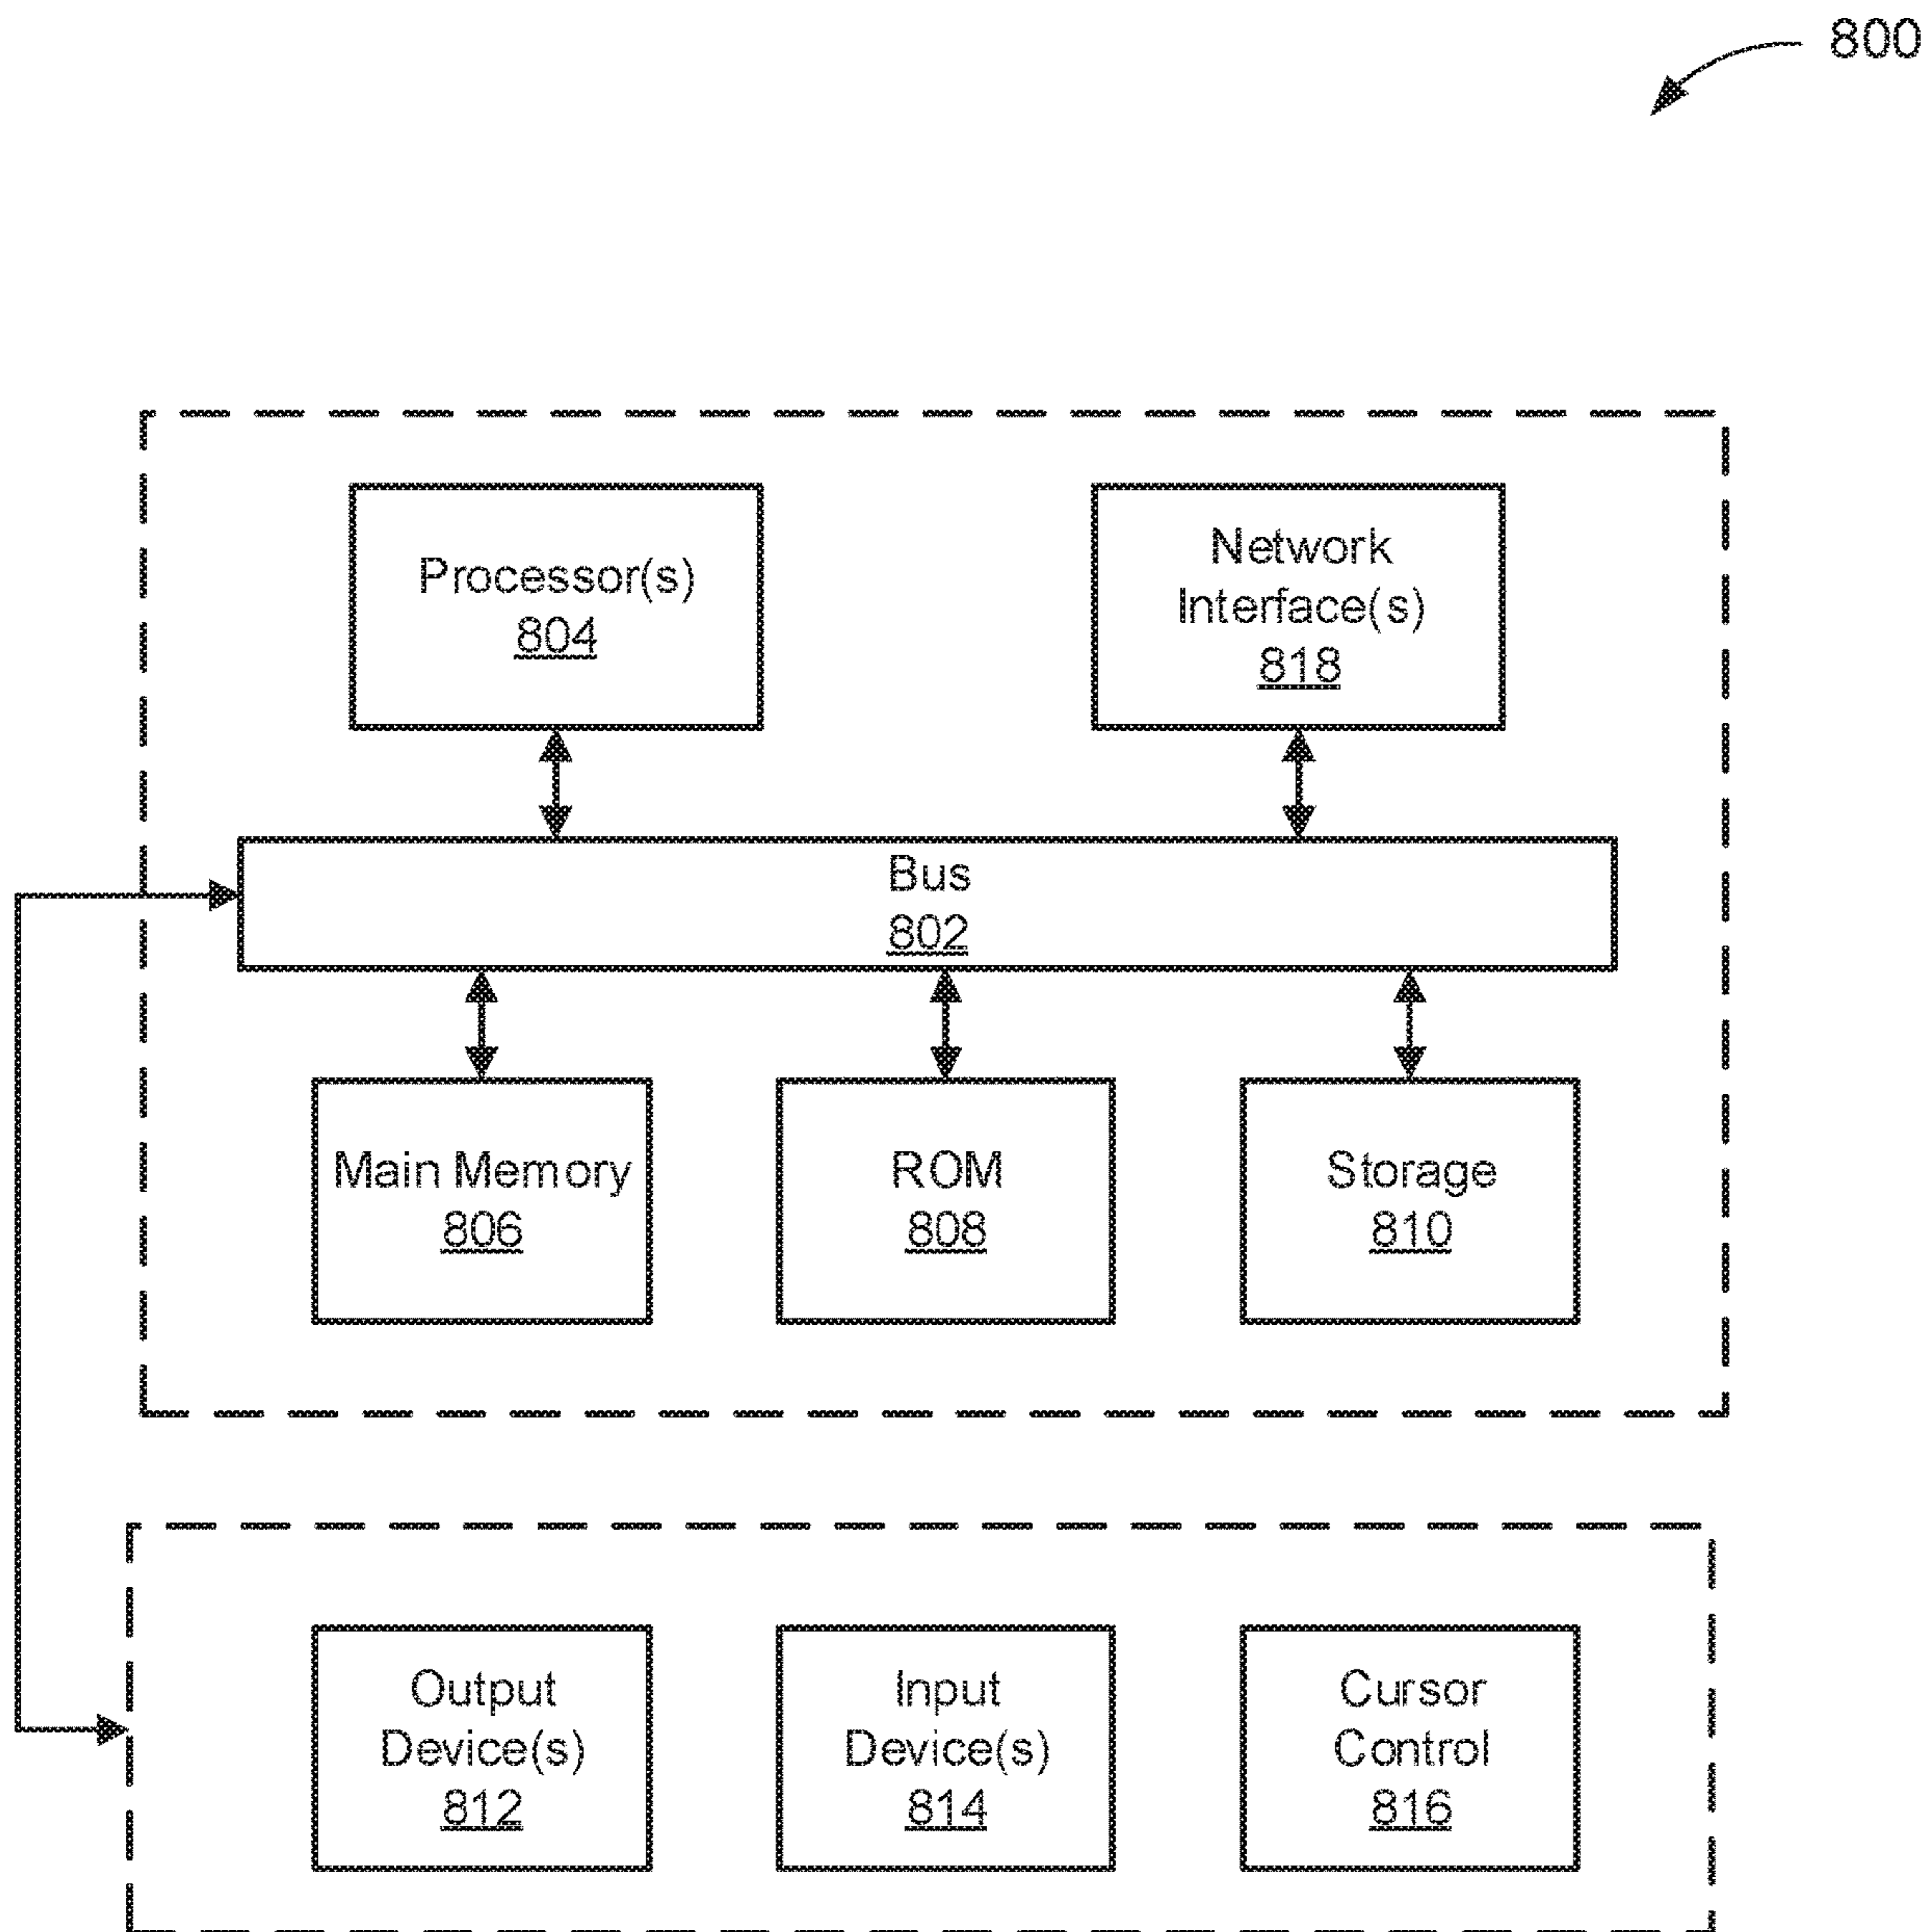 800
Processor(s)
804
Network
Interface(s)
818
Bus
802
Main Memory
806
ROM
808
Storage
810
Output
Device(s)
812
Input
Device(s)
814
Cursor
Control
816